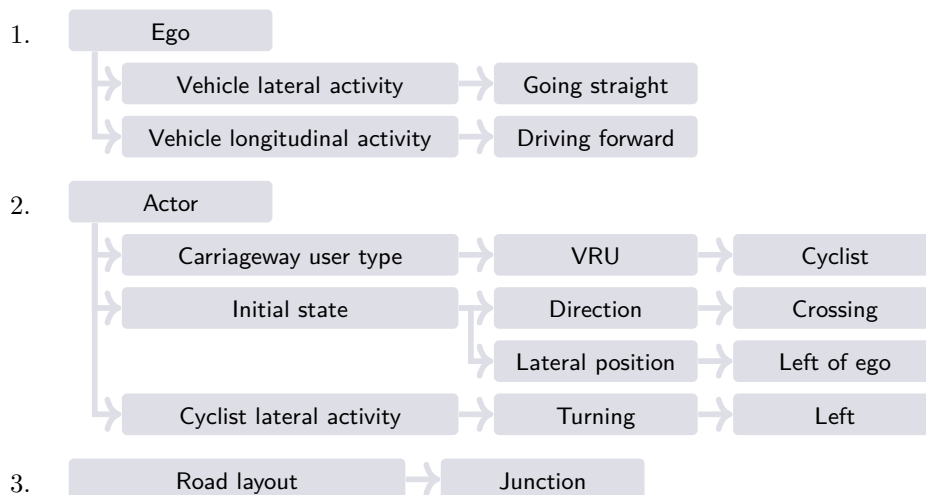 1. Ego
Vehicle lateral activity Going straight
Vehicle longitudinal activity Driving forward
2. Actor
Carriageway user type VRU Cyclist
Initial state Direction Crossing
Lateral position Left of ego
Cyclist lateral activity Turning Left
3. Road layout Junction